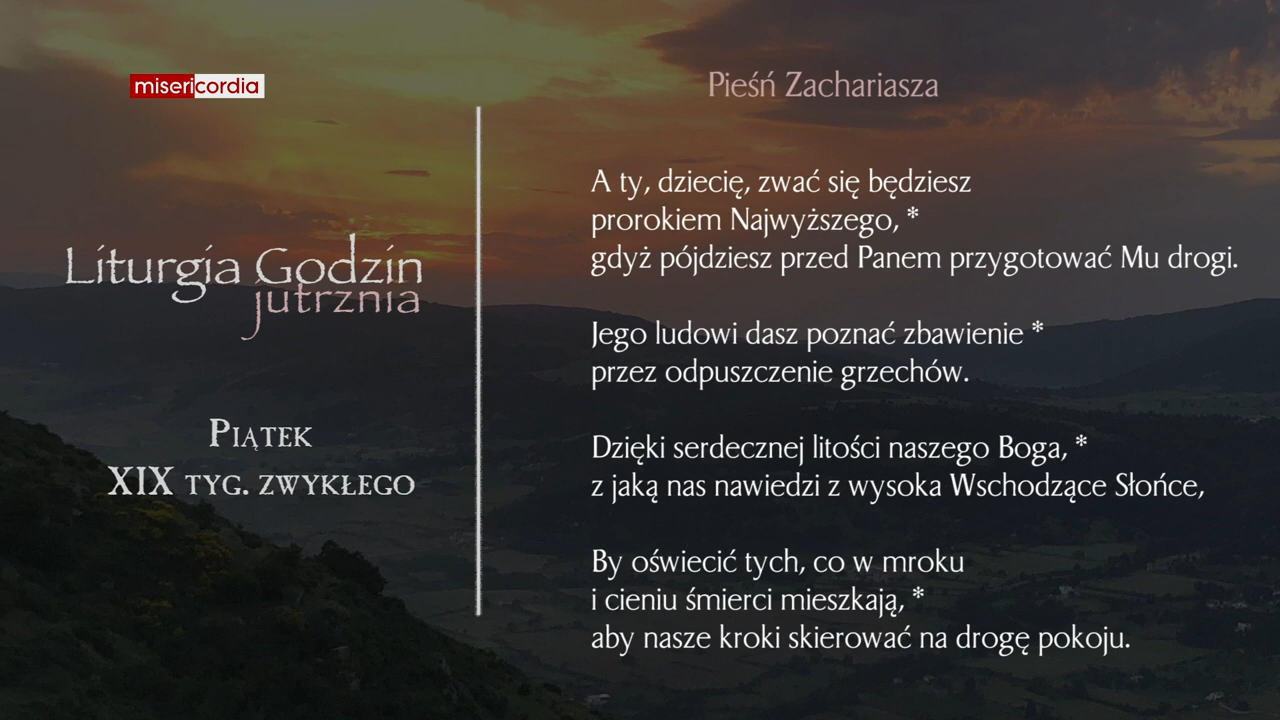 misericordia
Liturgia Godzin
jutrznia
Piątek
XIX tyg. zwykłego
Pieśń Zachariasza
A ty, dziecię, zwać się będziesz
prorokiem Najwyższego, *
gdyż pójdziesz przed Panem przygotować Mu drogi.
Jego ludowi dasz poznać zbawienie *
przez odpuszczenie grzechów.
Dzięki serdecznej litości naszego Boga, *
z jaką nas nawiedzi z wysoka Wschodzące Słońce,
By oświecić tych, co w mroku
i cieniu śmierci mieszkają, *
aby nasze kroki skierować na drogę pokoju.